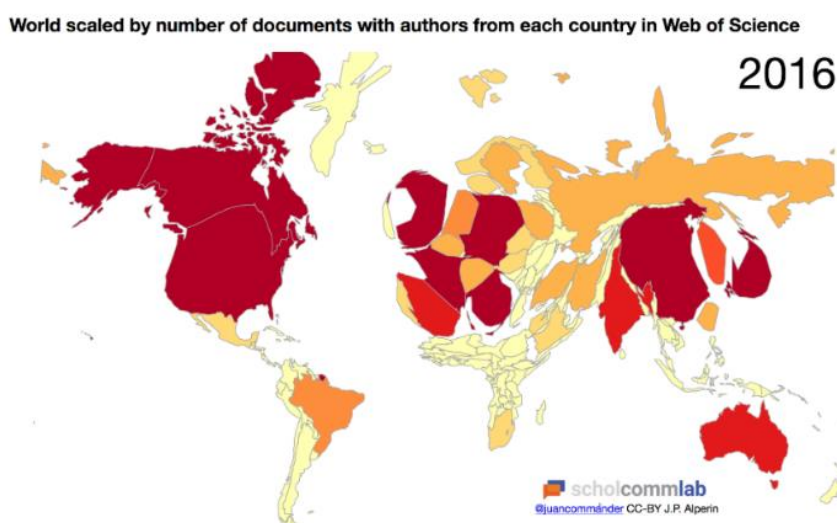 World scaled by number of documents with authors from each country in Web of Science
2016
scholcommlab
@juancommander CC-BY J.P. Alperin